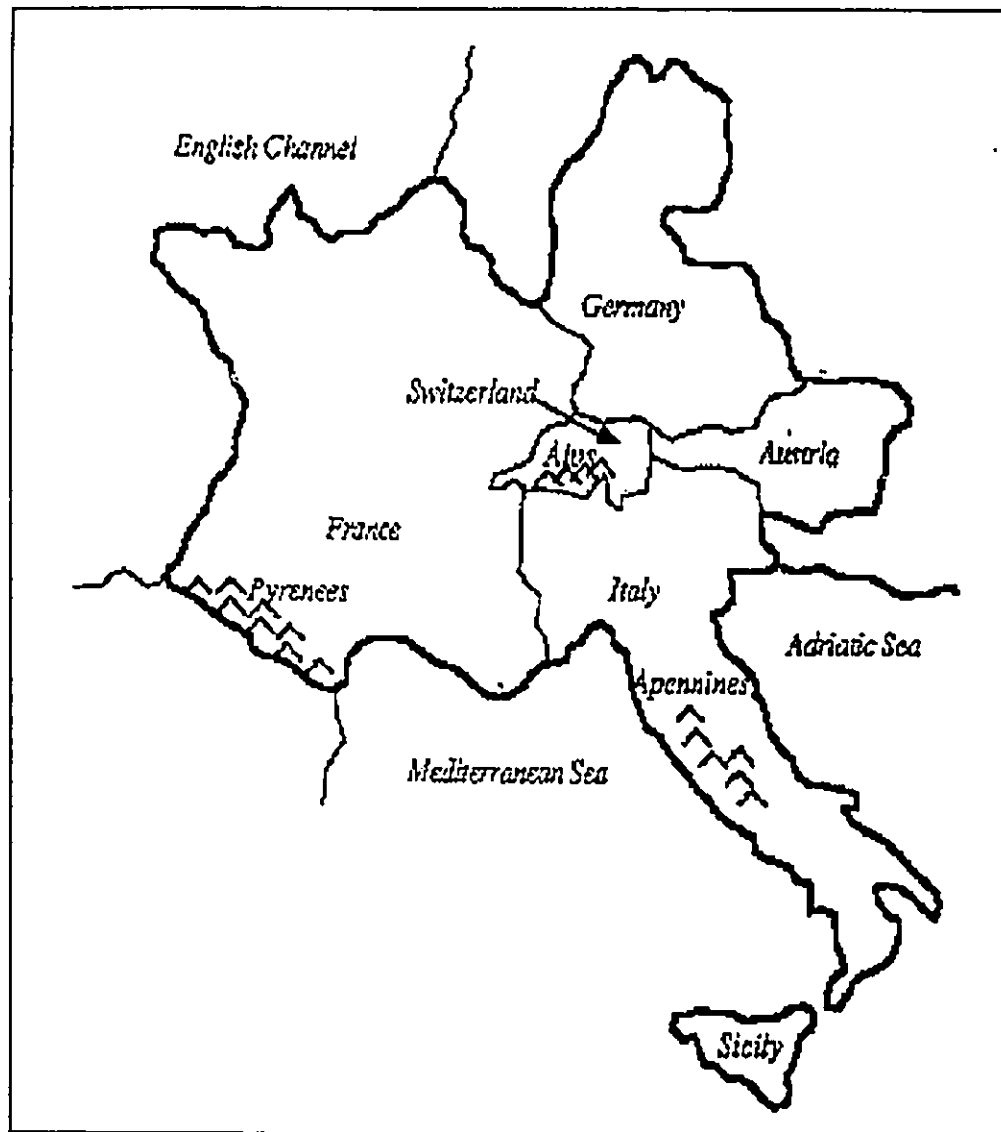 English Channel
Germany
Switzerland
Alps
Austria
France
Pyrenees
Italy
Adriatic Sea
Apennines
Mediterranean Sea
Sicily